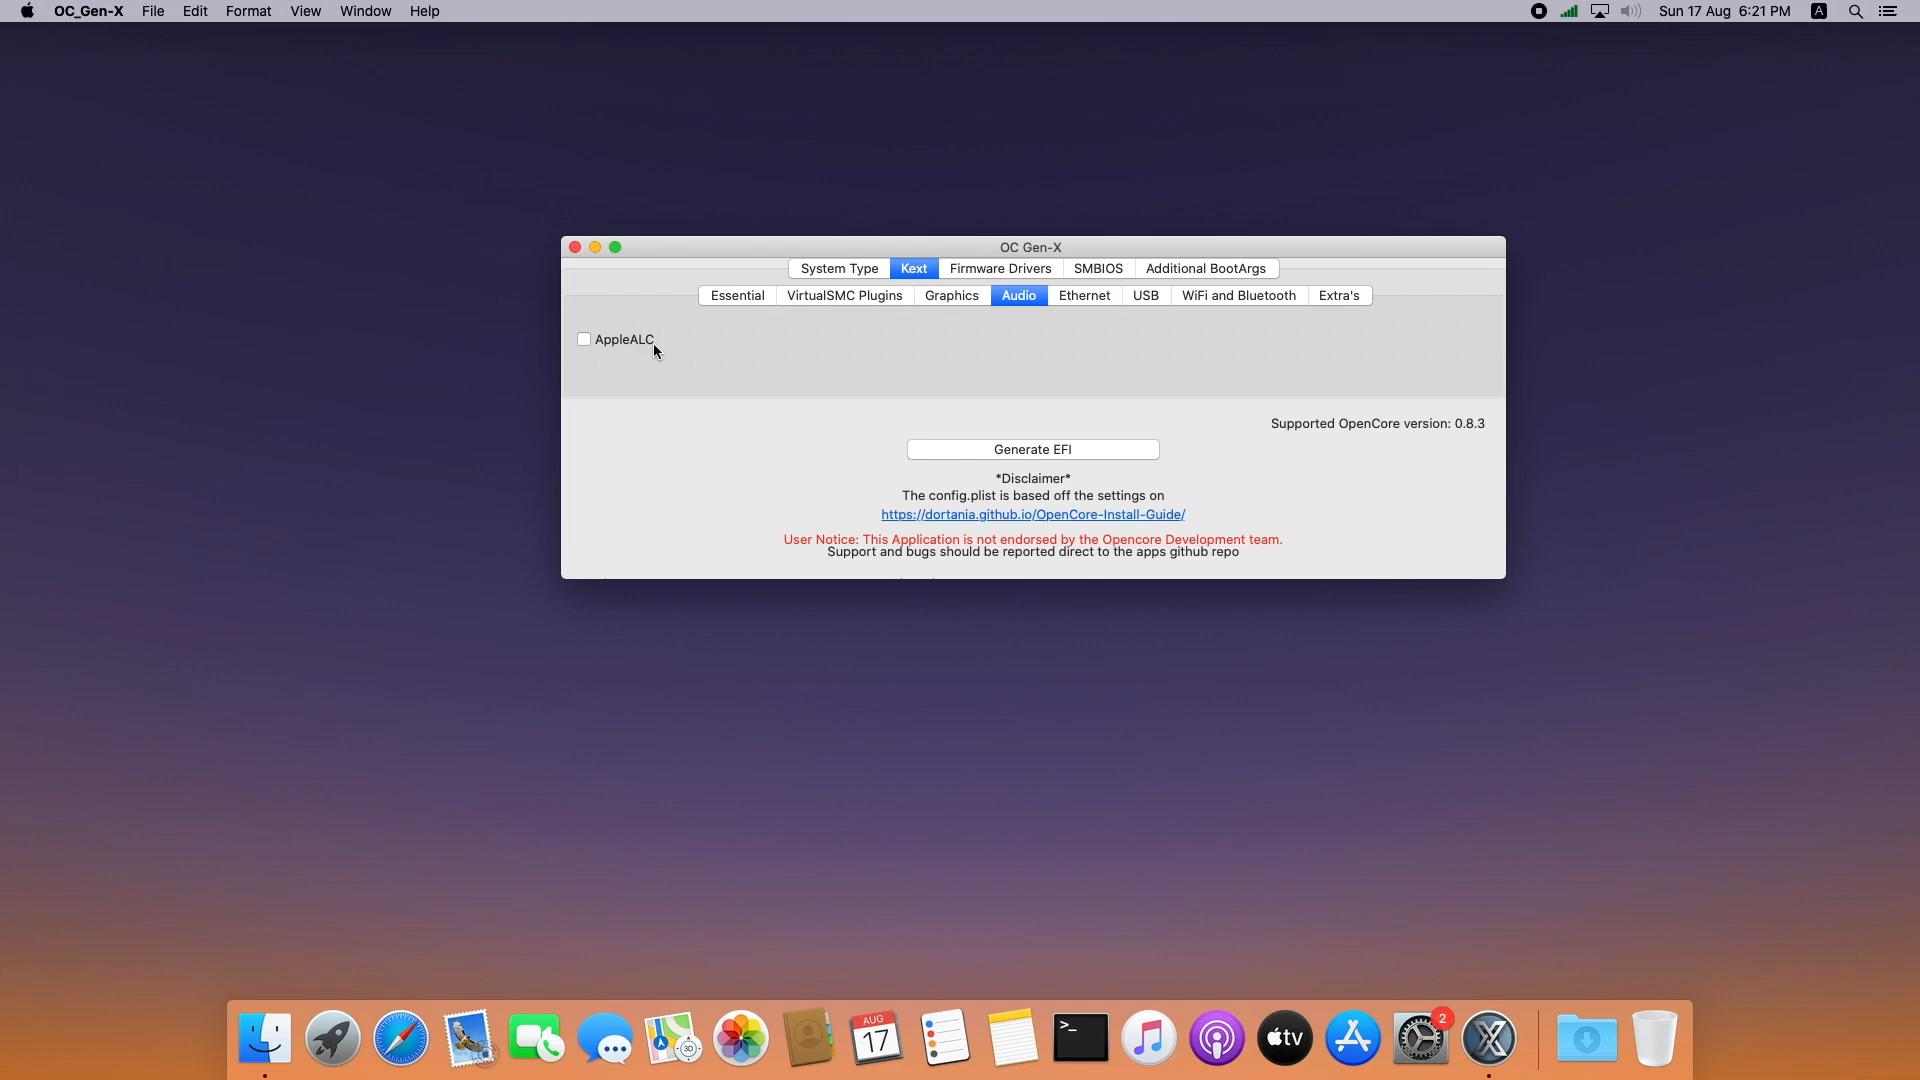 OC_Gen-X File Edit Format View Window Help Sun 17 Aug 6:21 PM A
OC Gen-X
System Type Kext Firmware Drivers SMBIOS Additional BootArgs
Essential VirtualSMC Plugins Graphics Audio Ethernet USB WiFi and Bluetooth Extra's
AppleALC
Supported OpenCore version: 0.8.3
Generate EFI
*Disclaimer*
The config.plist is based off the settings on
https://dortania.github.io/OpenCore-Install-Guide/
User Notice: This Application is not endorsed by the Opencore Development team.
Support and bugs should be reported direct to the apps github repo
AUG
17
3D
>_
tv
2
X